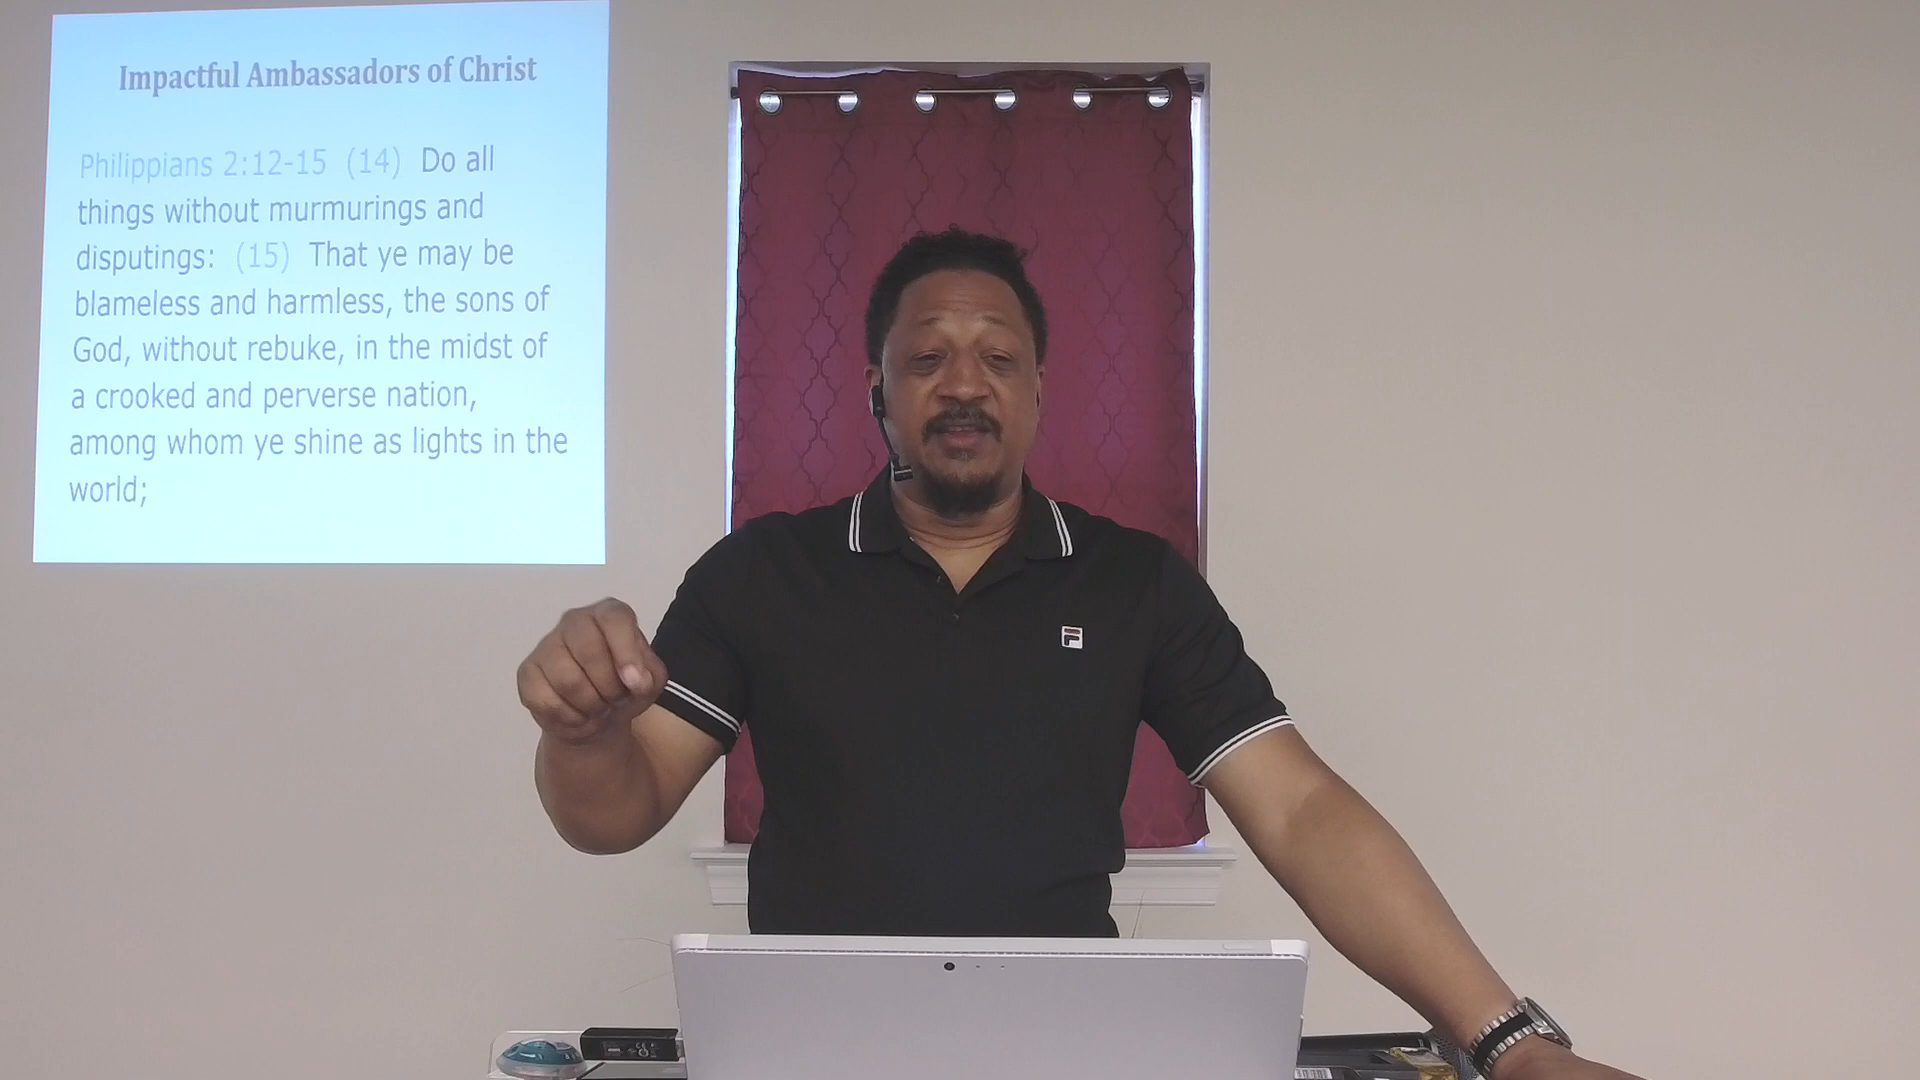 Impactful Ambassadors of Christ
Philippians 2:12-15 (14) Do all
things without murmurings and
disputings: (15) That ye may be
blameless and harmless, the sons of
God, without rebuke, in the midst of
a crooked and perverse nation,
among whom ye shine as lights in the
world;
F